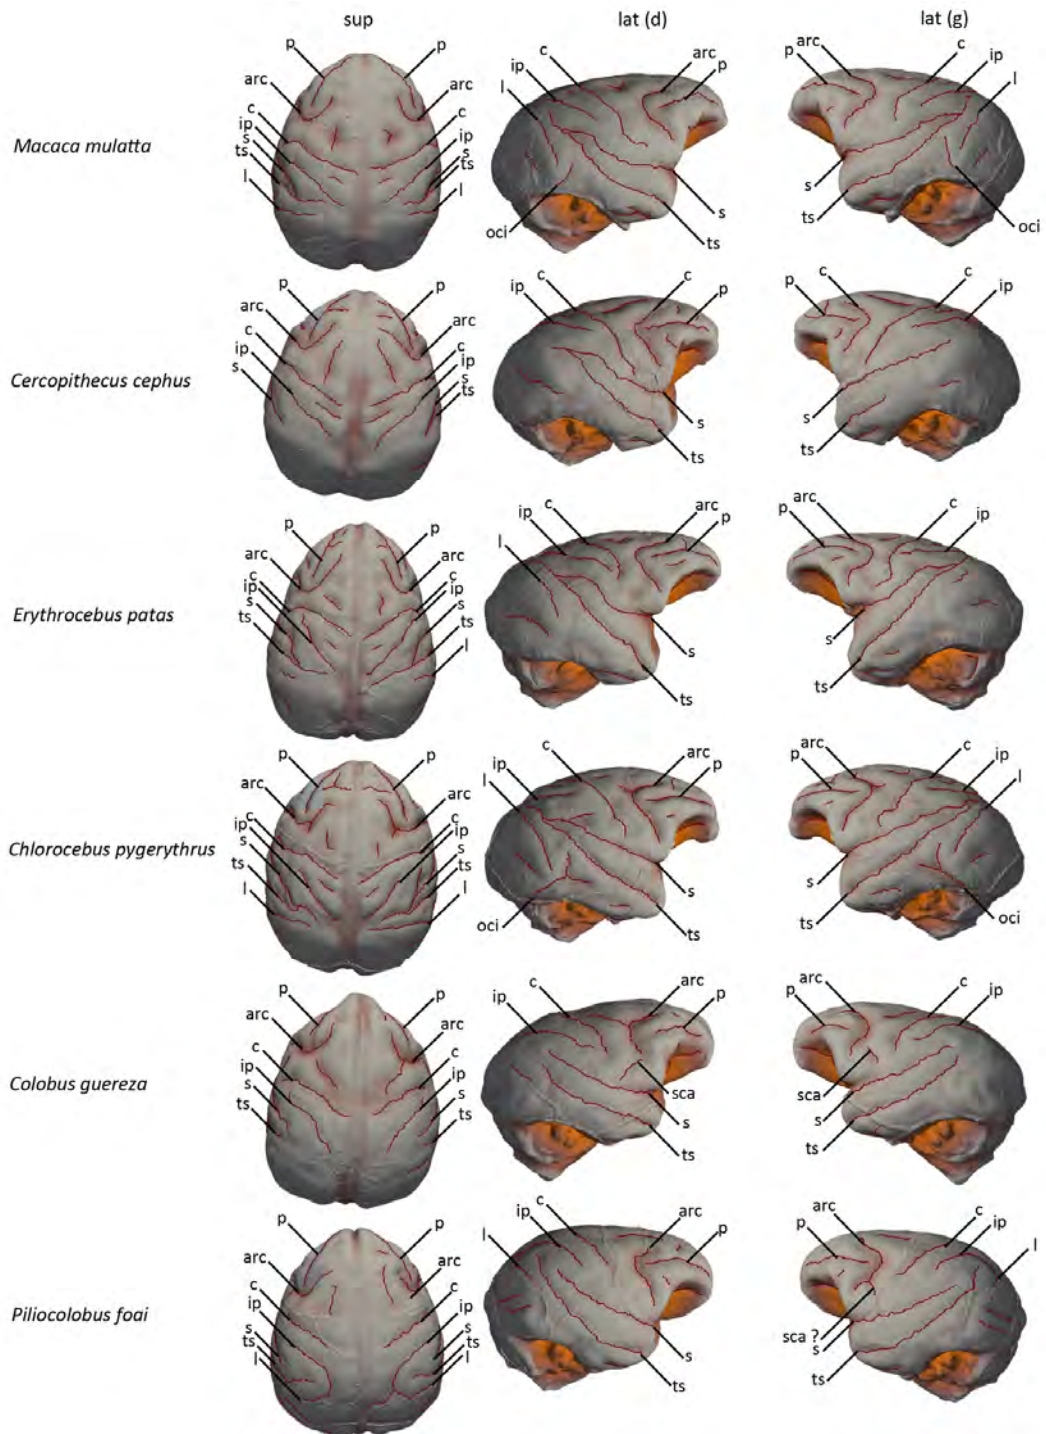 sup lat (d) lat (g)
Macaca mulatta
p p
arc arc
c c
ip ip
s s
ts ts
l l
c arc
ip p
l
s
oci ts
arc c
p ip
l
s
ts oci
Cercopithecus cephus
p p
arc arc
c c
ip ip
s s
ts
c c
ip p
s
ts
c c
p ip
s
ts
Erythrocebus patas
p p
arc arc
c c
ip ip
s s
ts ts
l
c arc
ip p
l
s
ts
arc c
p ip
s
ts
Chlorocebus pygerythrus
p p
arc arc
c c
ip ip
s s
ts ts
l l
c arc
ip p
l
s
oci ts
arc c
p ip
l
s
ts oci
Colobus guereza
p p
arc arc
c c
ip ip
s s
ts ts
c arc
ip p
sca
s
ts
arc c
p ip
sca
s
ts
Piliocolobus foai
p p
arc arc
c c
ip ip
s s
ts ts
l l
c arc
ip p
l
s
ts
arc c
p ip
l
sca ?
s
ts